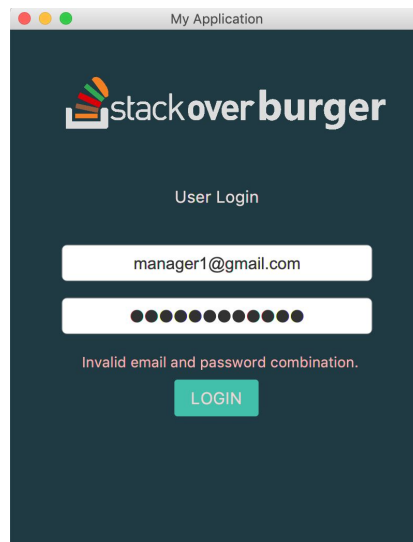 My Application
stackoverburger
User Login
manager1@gmail.com
●●●●●●●●●●●●
Invalid email and password combination.
LOGIN